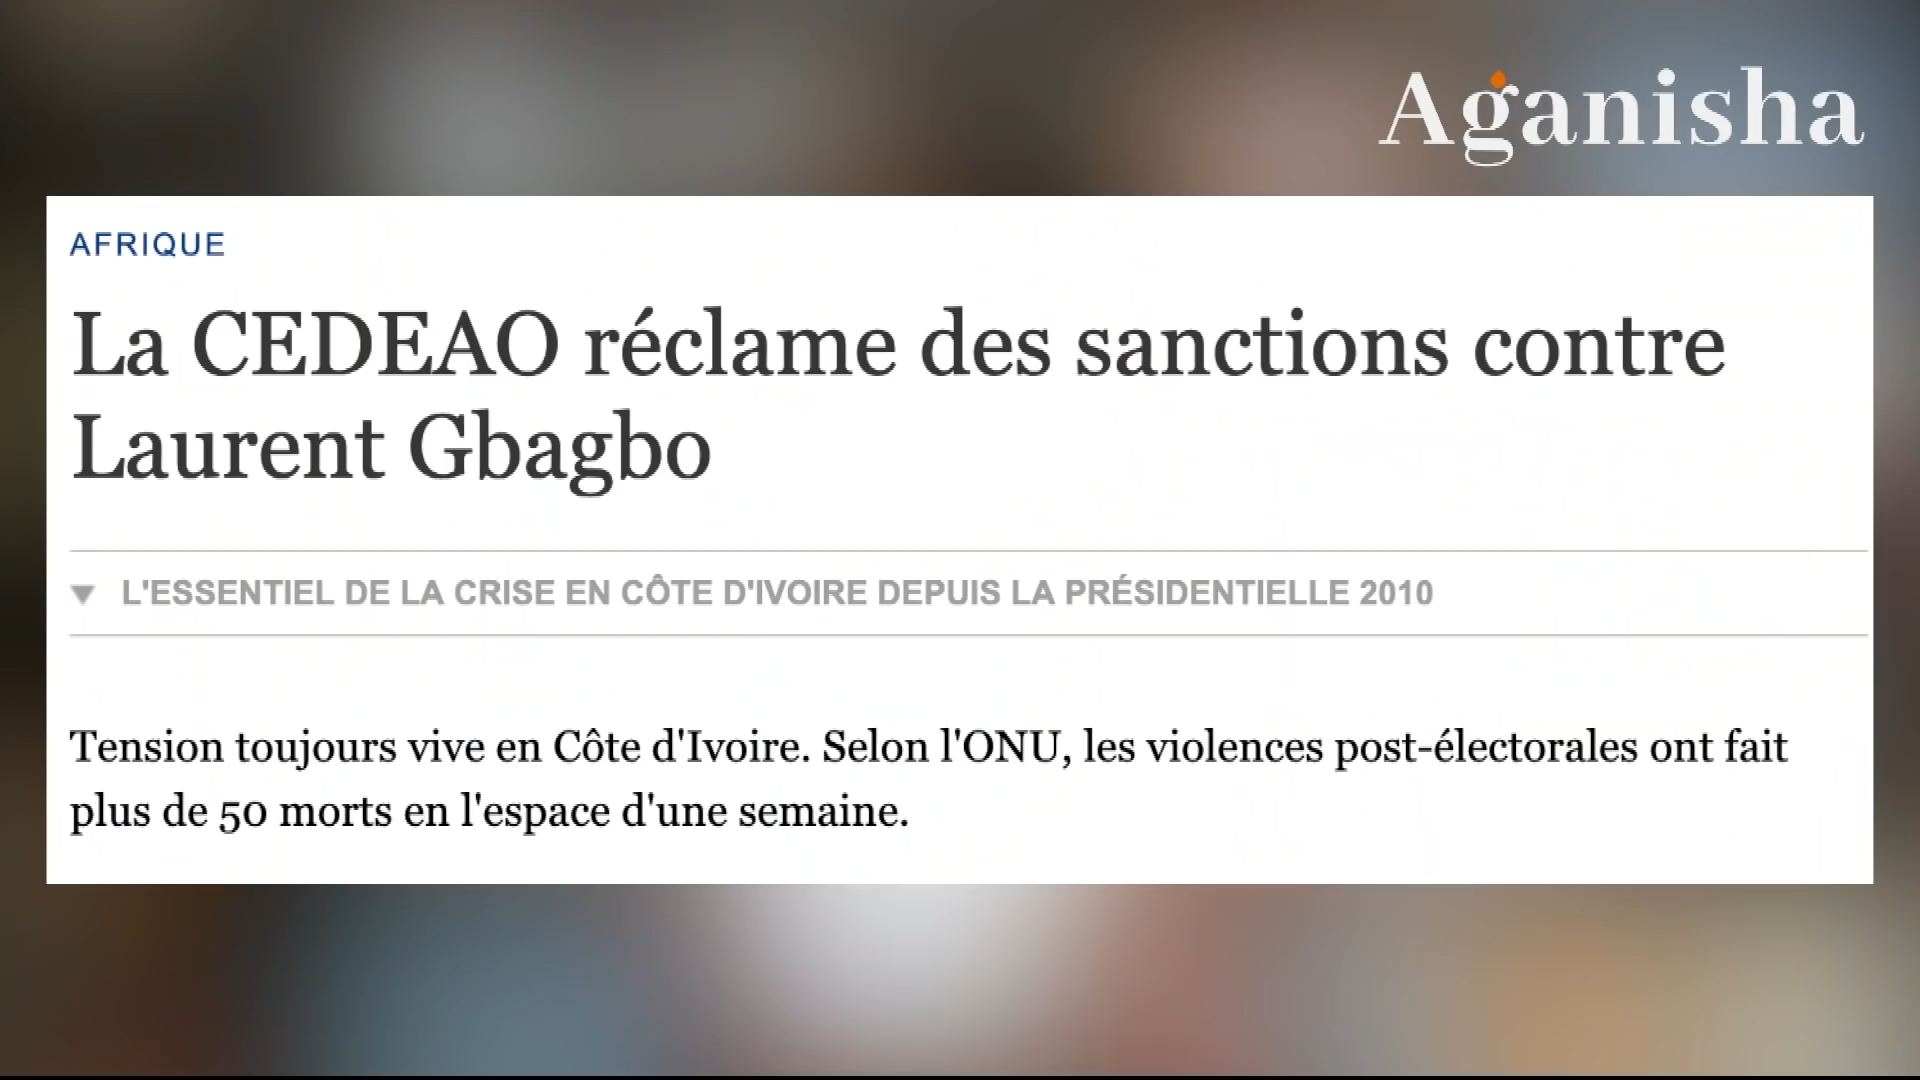 Aganisha
AFRIQUE
La CEDEAO réclame des sanctions contre
Laurent Gbagbo
L'ESSENTIEL DE LA CRISE EN CÔTE D'IVOIRE DEPUIS LA PRÉSIDENTIELLE 2010
Tension toujours vive en Côte d'Ivoire. Selon l'ONU, les violences post-électorales ont fait
plus de 50 morts en l'espace d'une semaine.